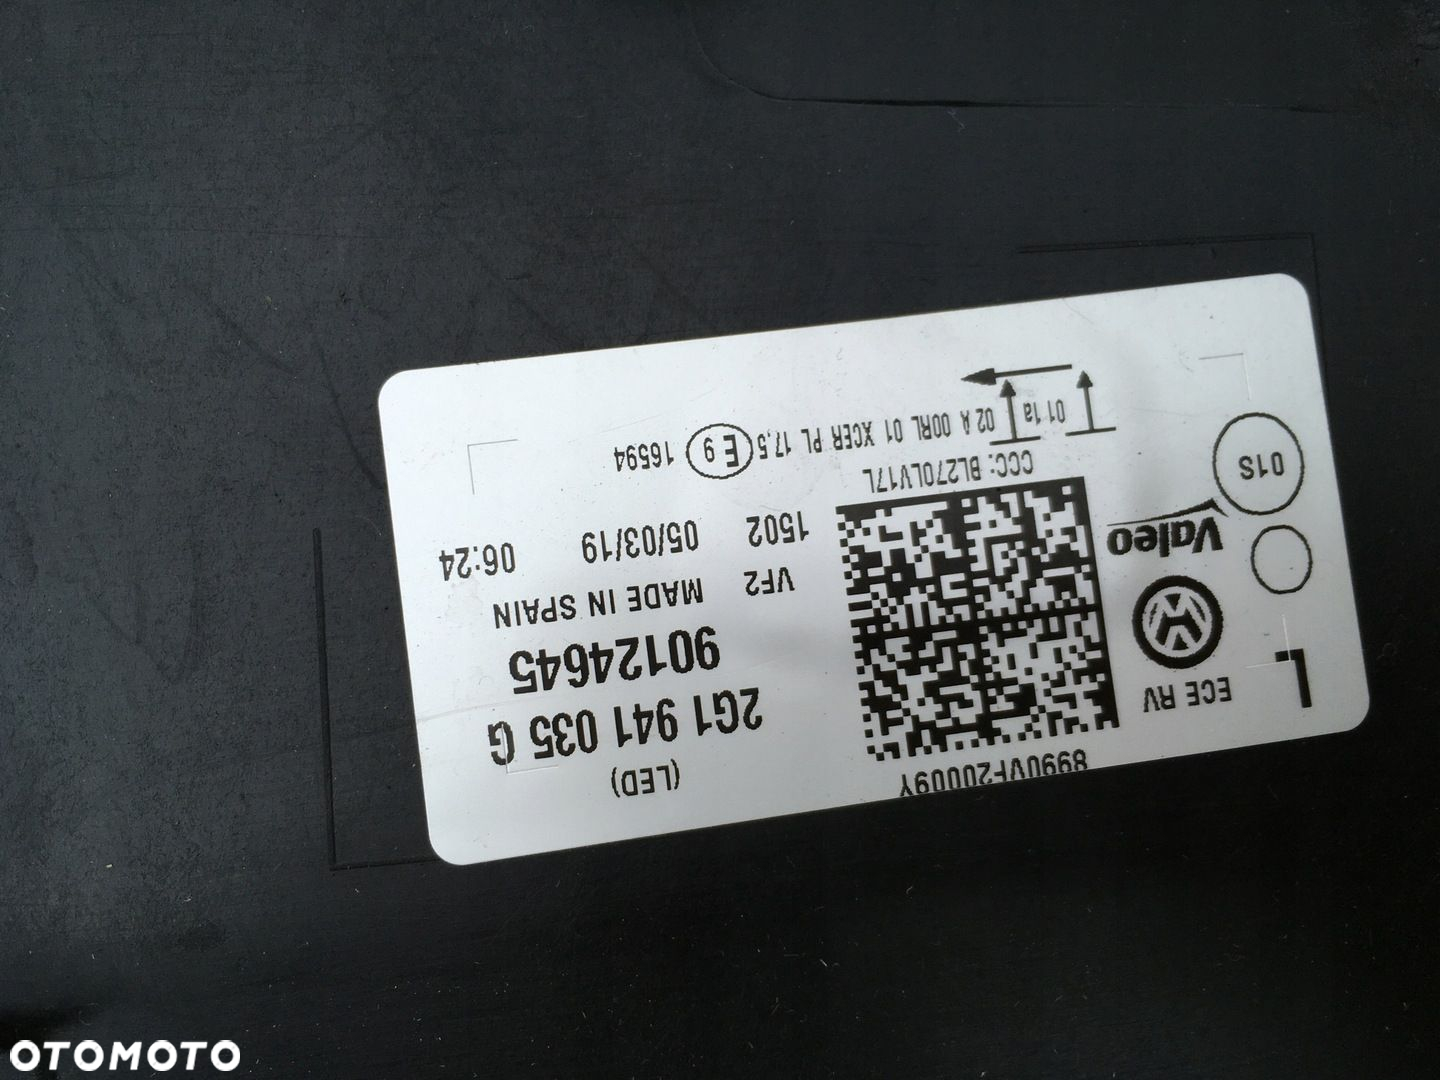 8990VF20009Y
(LED)
L
ECE RV
2G1 941 035 G
90124645
VF2 MADE IN SPAIN
Valeo
1502 05/03/19 06:24
01S
CCC: BL270LV17L
02 A 00RL 01 XCER PL 17,5 E 9 16594
01 1a
OTOMOTO